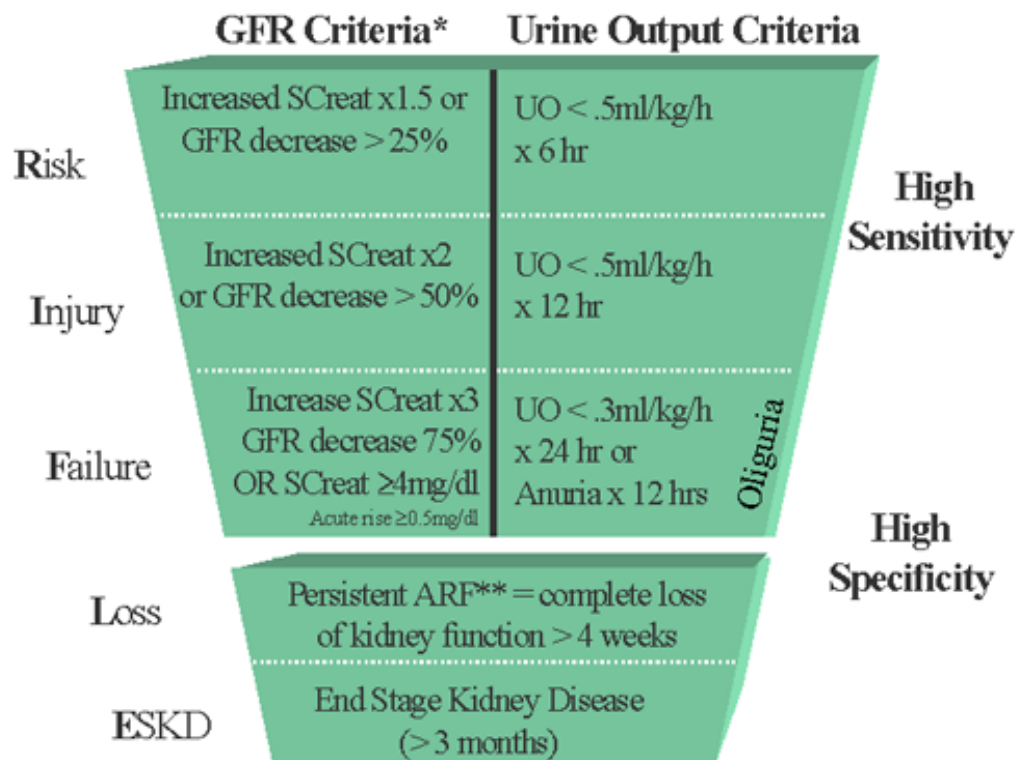 GFR Criteria*
Urine Output Criteria
Risk
Increased SCreat x1.5 or
GFR decrease > 25%
UO < .5ml/kg/h
x 6 hr
High
Sensitivity
Injury
Increased SCreat x2
or GFR decrease > 50%
UO < .5ml/kg/h
x 12 hr
Failure
Increase SCreat x3
GFR decrease 75%
OR SCreat ≥4mg/dl
Acute rise ≥0.5mg/dl
UO < .3ml/kg/h
x 24 hr or
Anuria x 12 hrs
Oliguria
High
Specificity
Loss
Persistent ARF** = complete loss
of kidney function > 4 weeks
ESKD
End Stage Kidney Disease
(> 3 months)